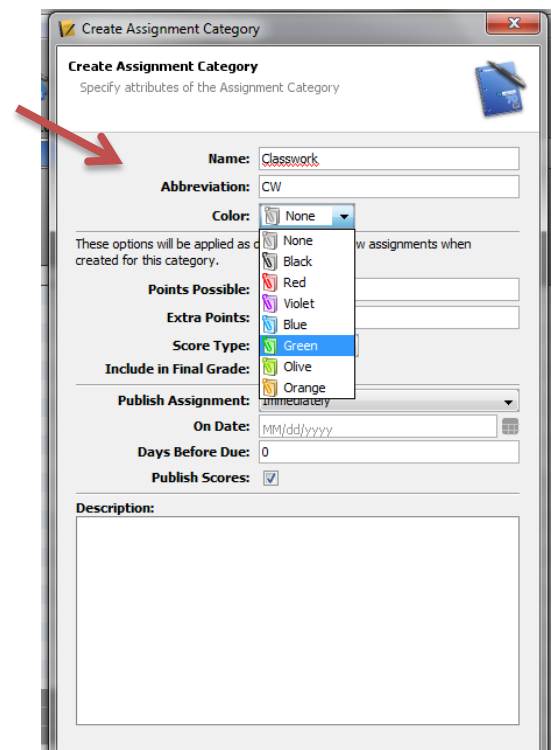 Create Assignment Category
Create Assignment Category
Specify attributes of the Assignment Category
Name: Classwork
Abbreviation: CW
Color: None
None
Black
Red
Violet
Blue
Green
Olive
Orange
These options will be applied as w assignments when
created for this category.
Points Possible:
Extra Points:
Score Type:
Include in Final Grade:
Publish Assignment: Immediately
On Date: MM/dd/yyyy
Days Before Due: 0
Publish Scores:
Description: